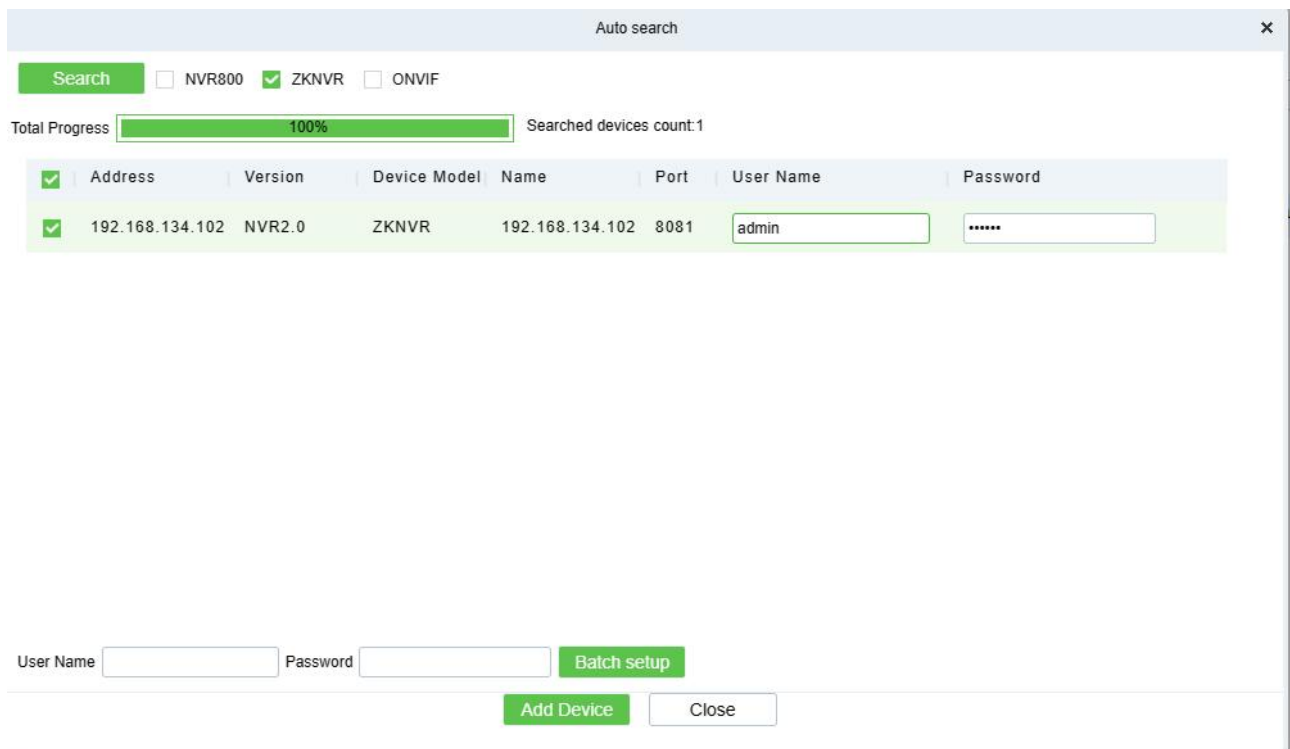 Auto search
Search NVR800 ZKNVR ONVIF
Total Progress 100% Searched devices count:1
Address Version Device Model Name Port User Name Password
192.168.134.102 NVR2.0 ZKNVR 192.168.134.102 8081 admin ••••••
User Name Password Batch setup
Add Device Close